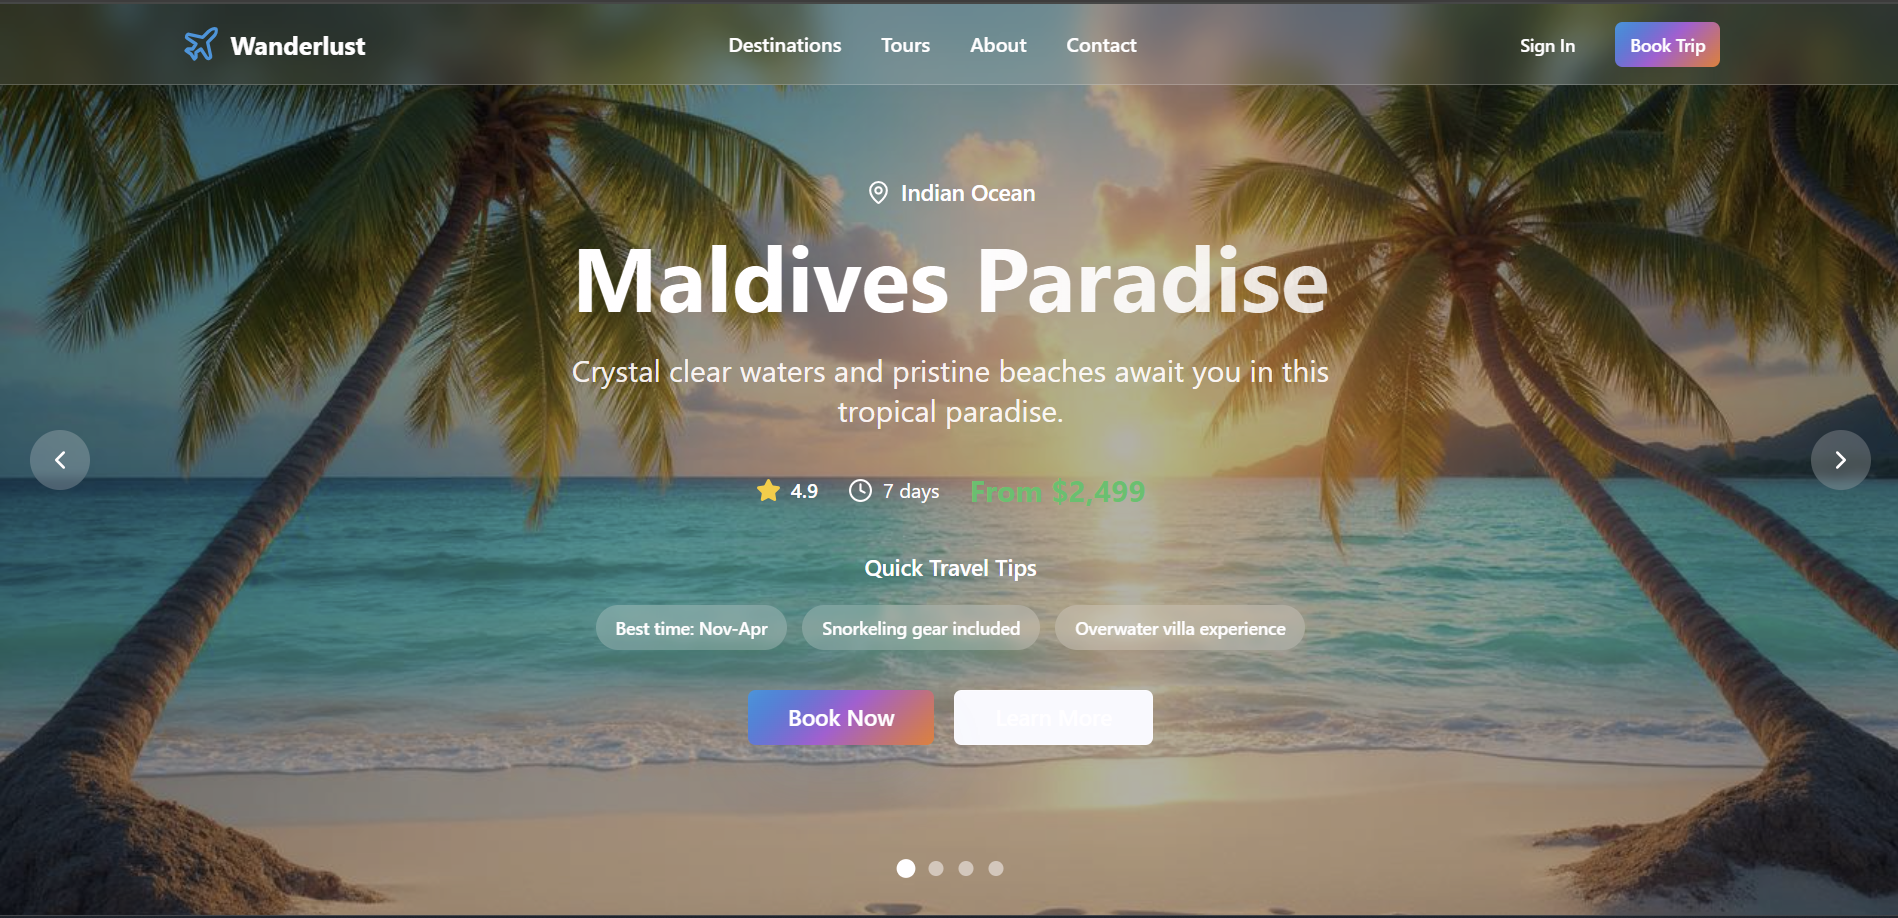 Wanderlust
Destinations
Tours
About
Contact
Sign In
Book Trip
Indian Ocean
Maldives Paradise
Crystal clear waters and pristine beaches await you in this
tropical paradise.
4.9
7 days
From $2,499
Quick Travel Tips
Best time: Nov-Apr
Snorkeling gear included
Overwater villa experience
Book Now
Learn More